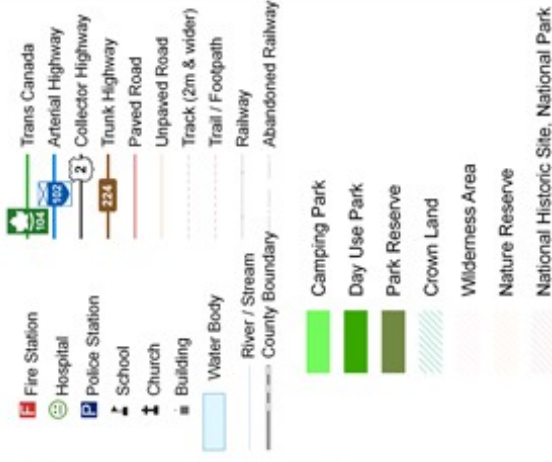 F Fire Station
Hospital
P Police Station
School
Church
Building
Water Body
River / Stream
County Boundary
104 Trans Canada
102 Arterial Highway
2 Collector Highway
224 Trunk Highway
Paved Road
Unpaved Road
Track (2m & wider)
Trail / Footpath
Railway
Abandoned Railway
Camping Park
Day Use Park
Park Reserve
Crown Land
Wilderness Area
Nature Reserve
National Historic Site, National Park